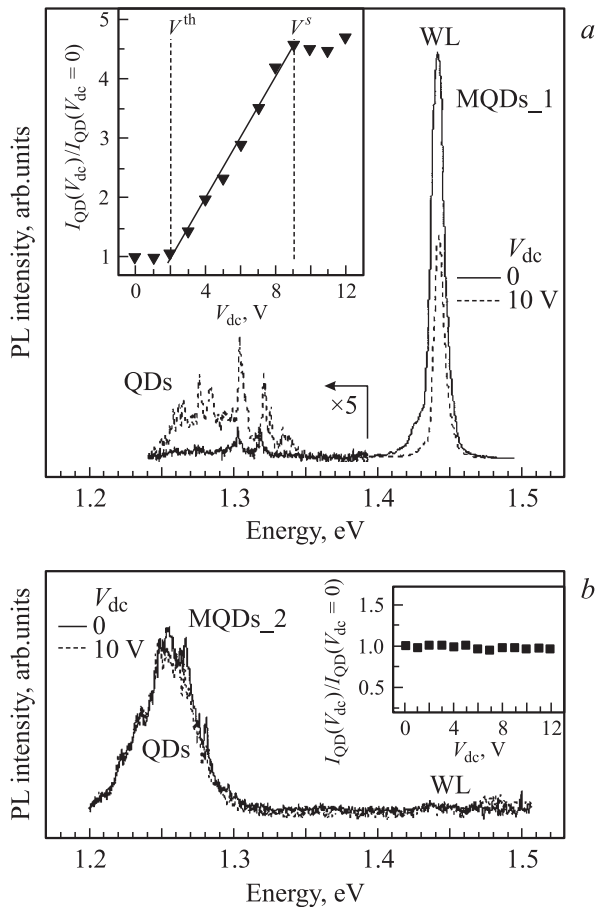 a
I_QD(V_dc)/I_QD(V_dc = 0)
5
4
3
2
1
V^th
V^s
0
4
8
12
V_dc, V
WL
MQDs_1
V_dc
0
10 V
QDs
×5
PL intensity, arb.units
1.2
1.3
1.4
1.5
Energy, eV
b
V_dc
0
10 V
MQDs_2
QDs
WL
I_QD(V_dc)/I_QD(V_dc = 0)
1.5
1.0
0.5
0
4
8
12
V_dc, V
PL intensity, arb.units
1.2
1.3
1.4
1.5
Energy, eV